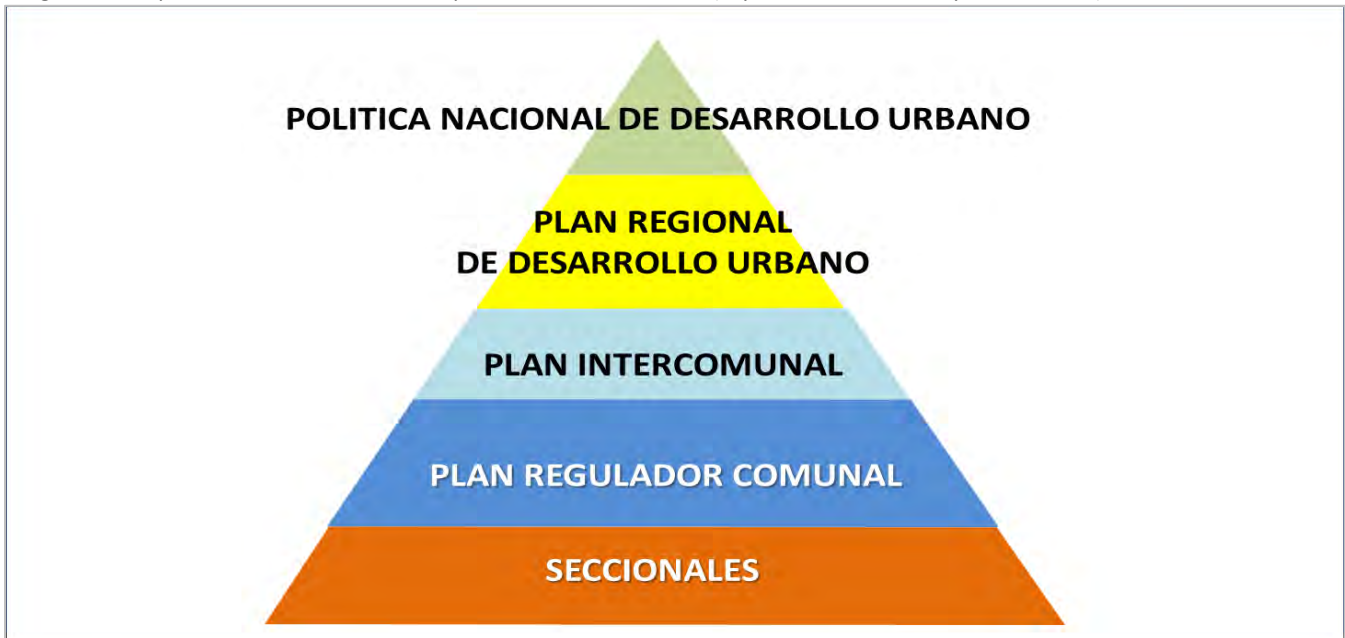 POLITICA NACIONAL DE DESARROLLO URBANO
PLAN REGIONAL
DE DESARROLLO URBANO
PLAN INTERCOMUNAL
PLAN REGULADOR COMUNAL
SECCIONALES